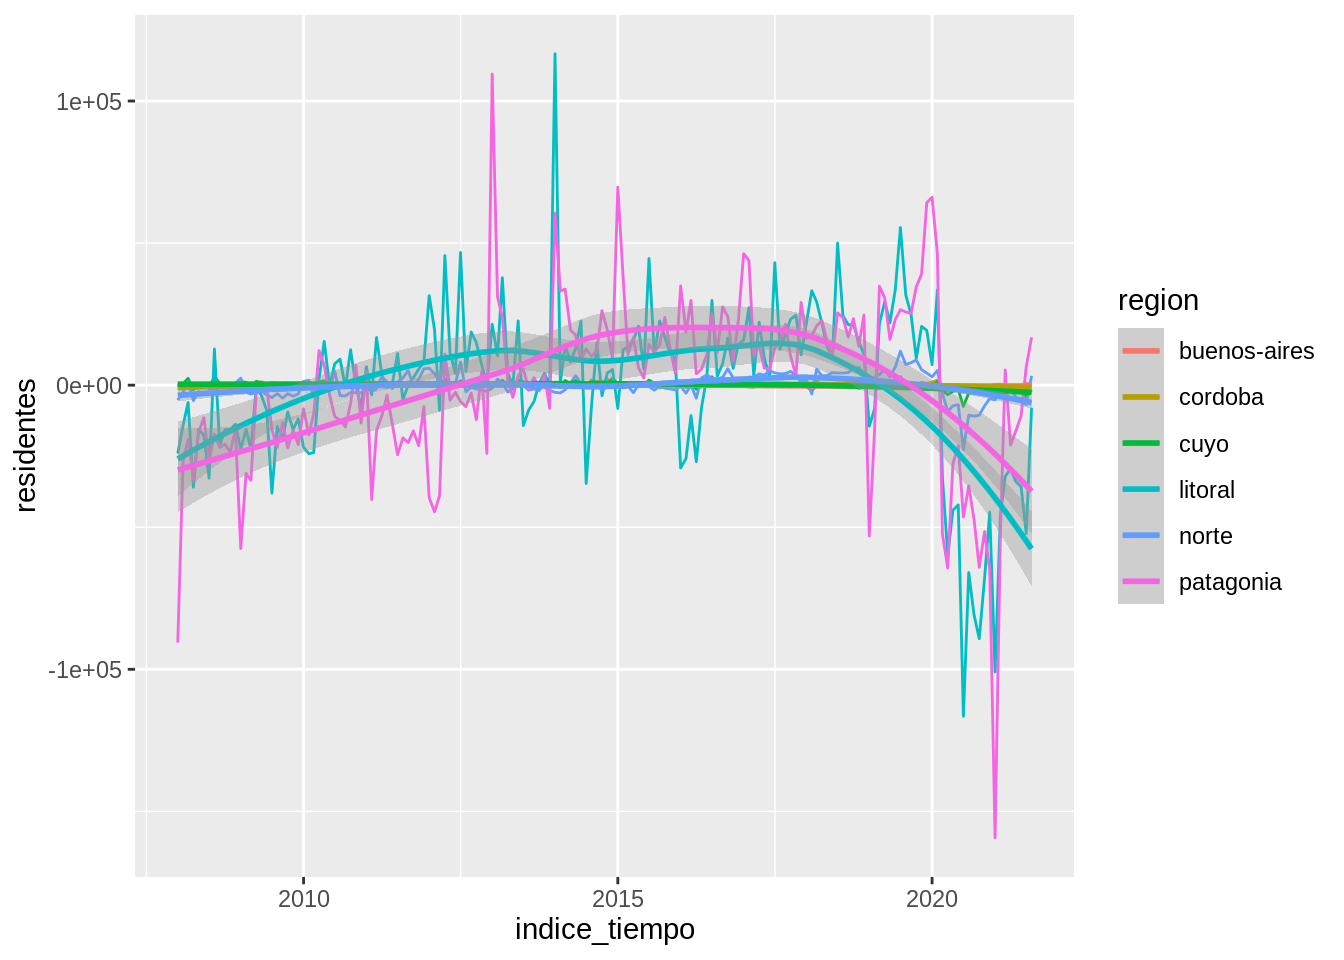 1e+05
0e+00
-1e+05
residentes
2010
2015
2020
indice_tiempo
region
buenos-aires
cordoba
cuyo
litoral
norte
patagonia